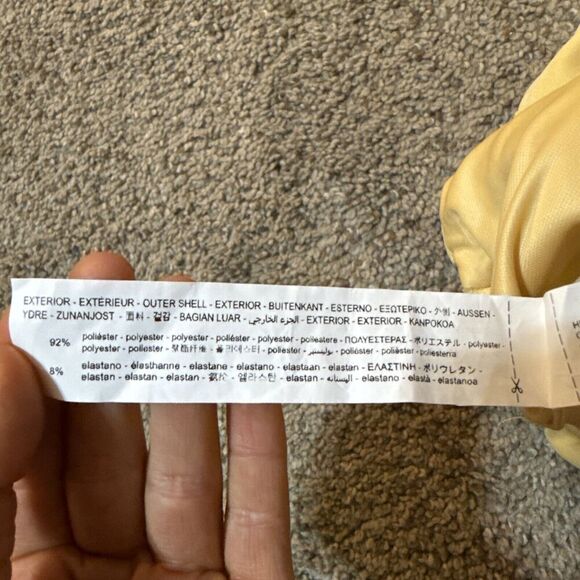 EXTERIOR - EXTÉRIEUR - OUTER SHELL - EXTERIOR - BUITENKANT - ESTERNO - ΕΞΩΤΕΡΙΚΟ - 外側 - AUSSEN -
YDRE - ZUNANJOST - 面料 - 겉감 - BAGIAN LUAR - الجزء الخارجي - EXTERIOR - EXTERIOR - KANPOKOA
92% poliéster - polyester - polyester - poliéster - polyester - poliestere - ΠΟΛΥΕΣΤΕΡΑΣ - ポリエステル - polyester -
polyester - poliester - 聚酯纤维 - 폴리에스터 - poliester - بوليستير - poliéster - poliéster - poliesterra
8% elastano - élasthanne - elastane - elastano - elastaan - elastan - ΕΛΑΣΤΙΝΗ - ポリウレタン -
elastan - elastan - elastan - 氨纶 - 엘라스틴 - elastan - إليستانه - elastano - elastà - elastanoa